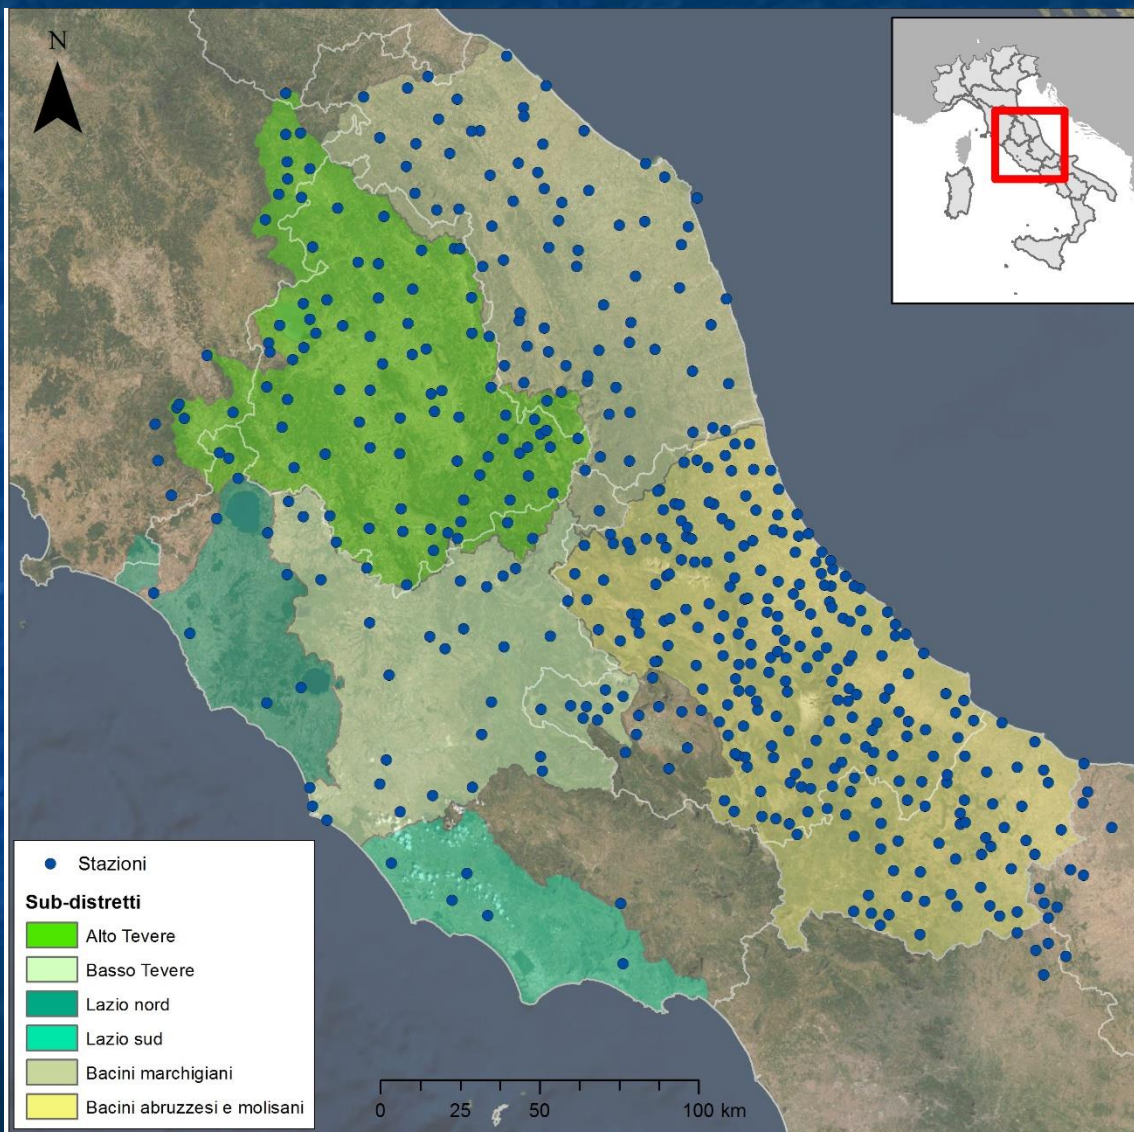 N
Stazioni
Sub-distretti
Alto Tevere
Basso Tevere
Lazio nord
Lazio sud
Bacini marchigiani
Bacini abruzzesi e molisani
0 25 50 100 km